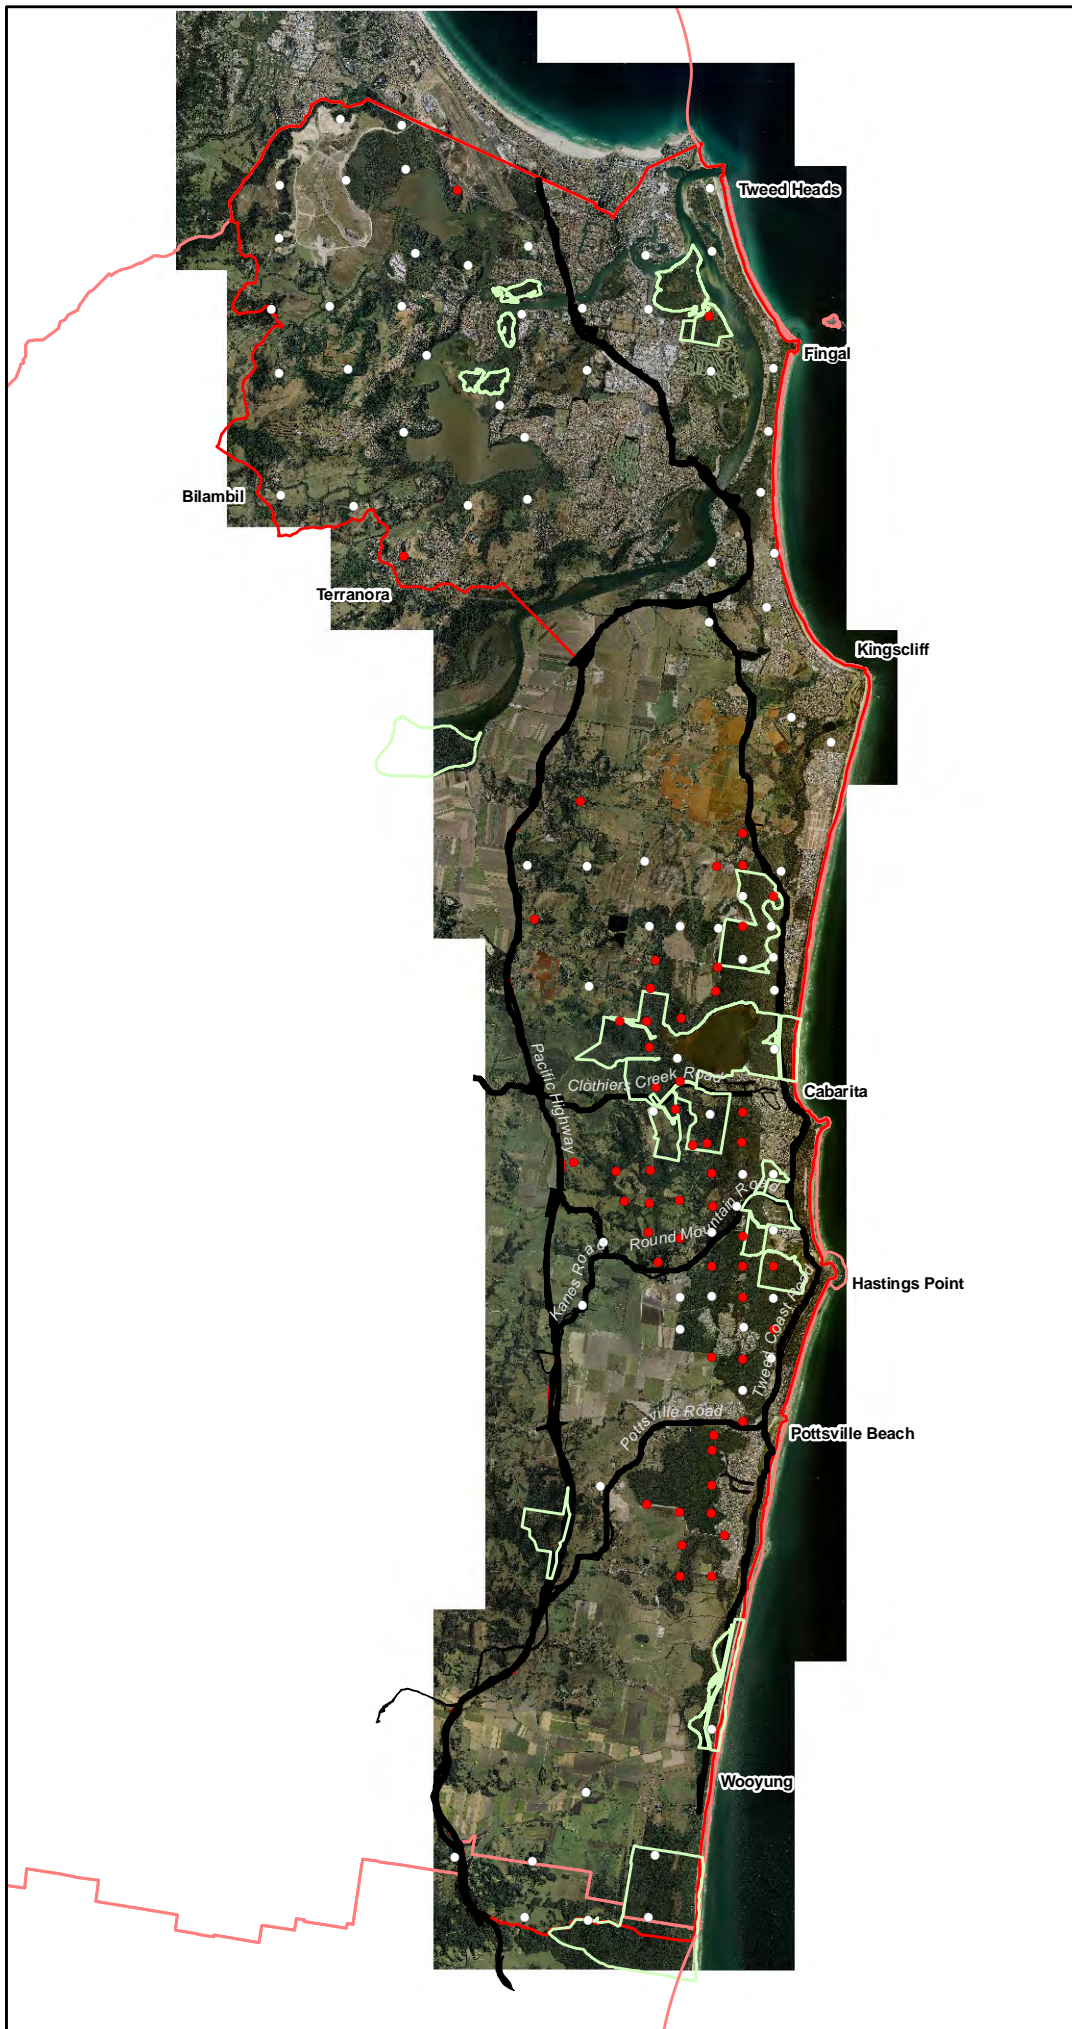 Tweed Heads
Fingal
Bilambil
Terranora
Kingscliff
Pacific Highway
Clothiers Creek Road
Cabarita
Round Mountain Road
Kanes Road
Hastings Point
Tweed Coast Road
Pottsville Road
Pottsville Beach
Wooyung